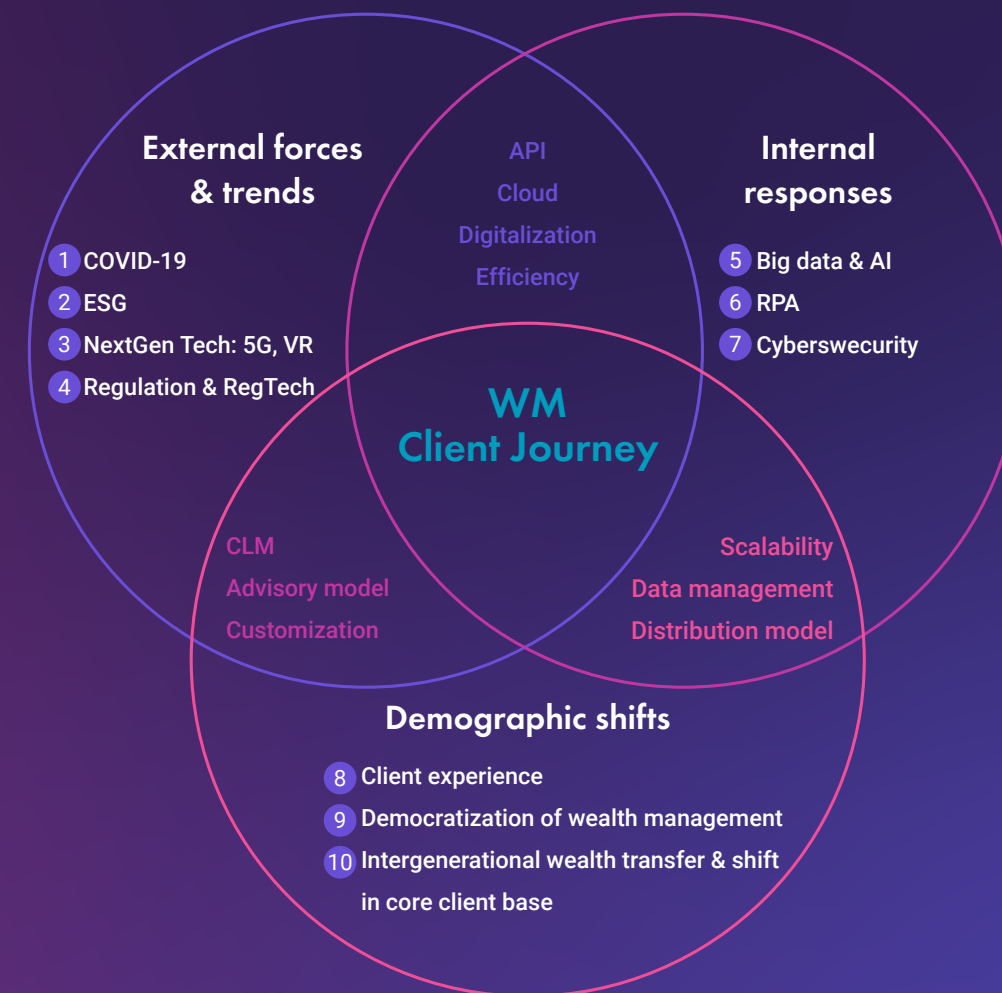 External forces
& trends
1 COVID-19
2 ESG
3 NextGen Tech: 5G, VR
4 Regulation & RegTech
API
Cloud
Digitalization
Efficiency
Internal
responses
5 Big data & AI
6 RPA
7 Cyberswecurity
WM
Client Journey
CLM
Advisory model
Customization
Scalability
Data management
Distribution model
Demographic shifts
8 Client experience
9 Democratization of wealth management
10 Intergenerational wealth transfer & shift
in core client base